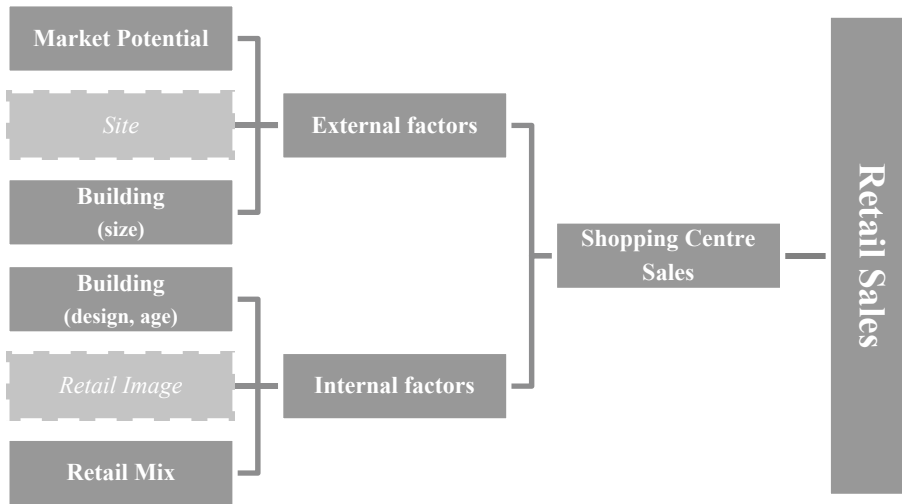 Market Potential
Site
External factors
Building
(size)
Building
(design, age)
Retail Image
Internal factors
Retail Mix
Shopping Centre
Sales
Retail Sales